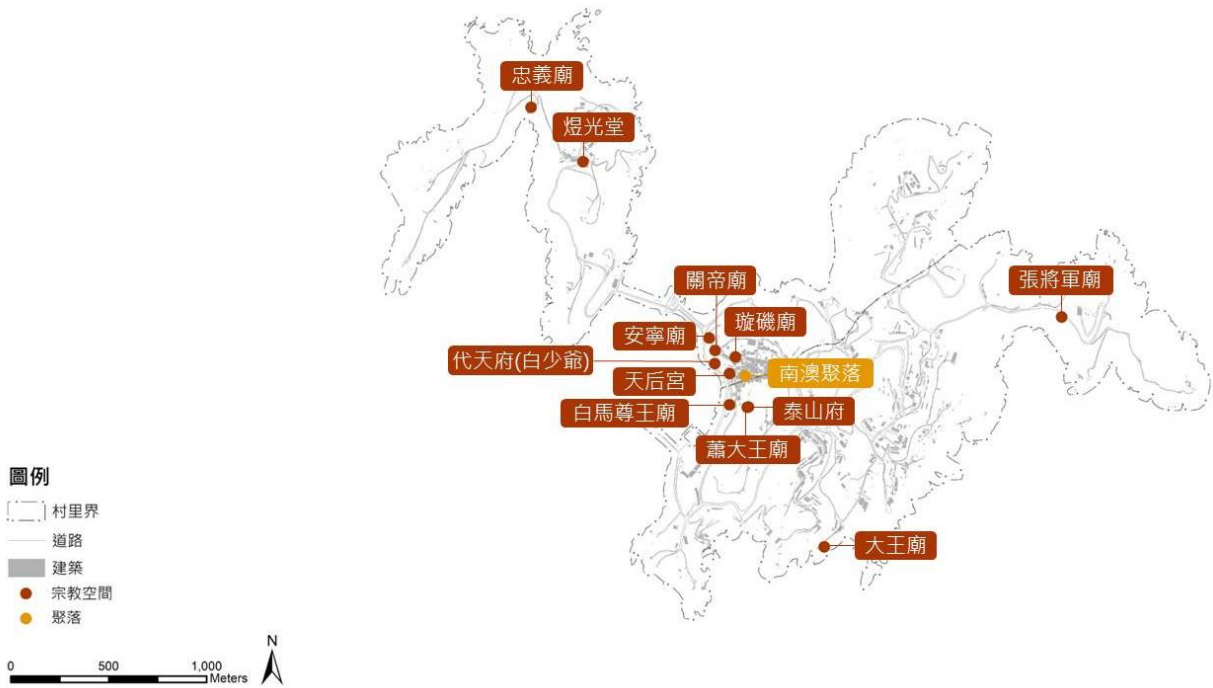 忠義廟
煜光堂
關帝廟
張將軍廟
安寧廟
璇磯廟
代天府(白少爺)
天后宮
南澳聚落
白馬尊王廟
泰山府
蕭大王廟
大王廟
圖例
村里界
道路
建築
宗教空間
聚落
N
0 500 1,000
Meters